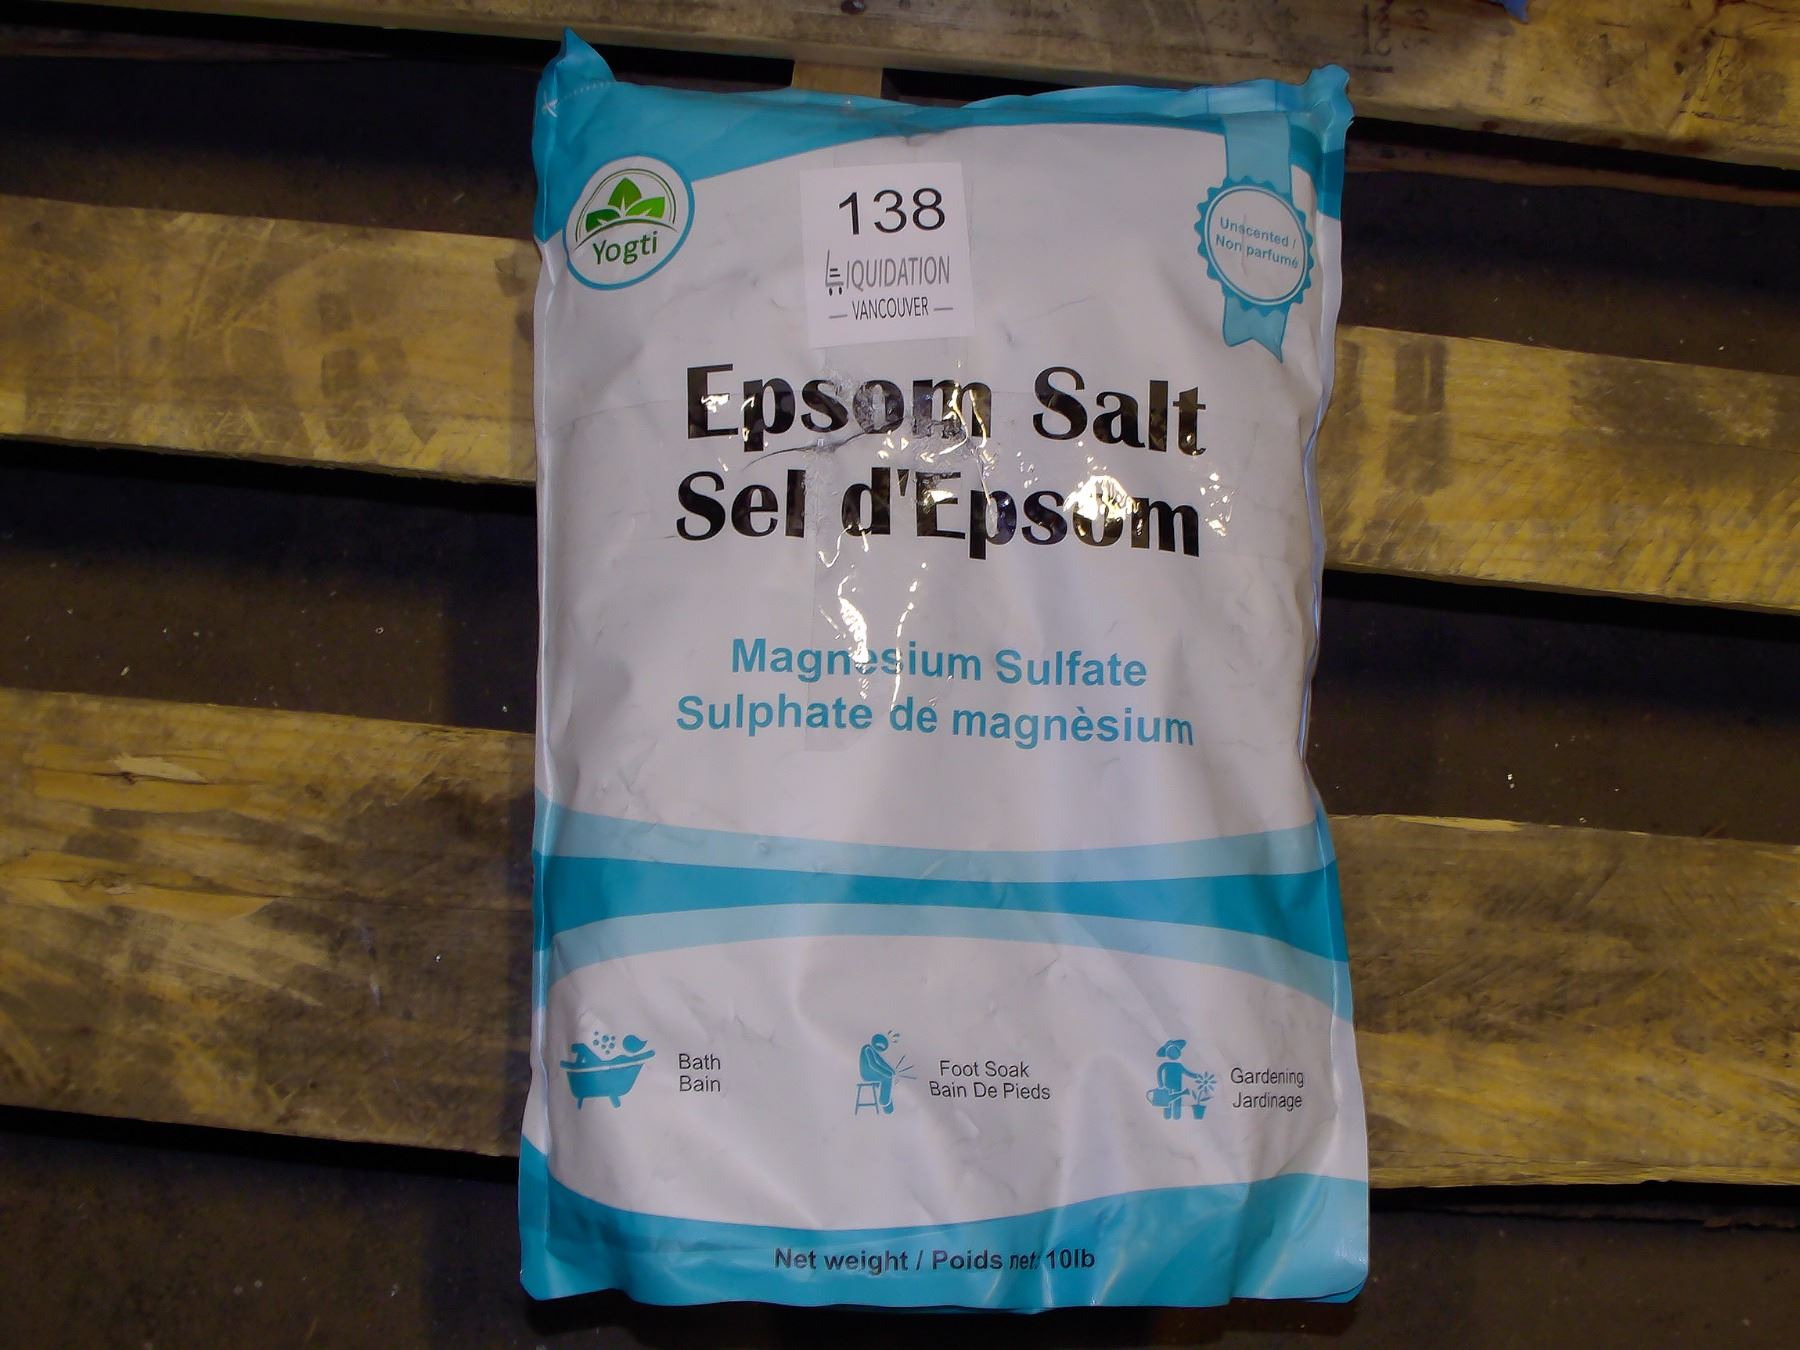 138
LIQUIDATION
— VANCOUVER —
Yogti
Unscented /
Non parfumé
Epsom Salt
Sel d'Epsom
Magnesium Sulfate
Sulphate de magnèsium
Bath
Bain
Foot Soak
Bain De Pieds
Gardening
Jardinage
Net weight / Poids net: 10lb